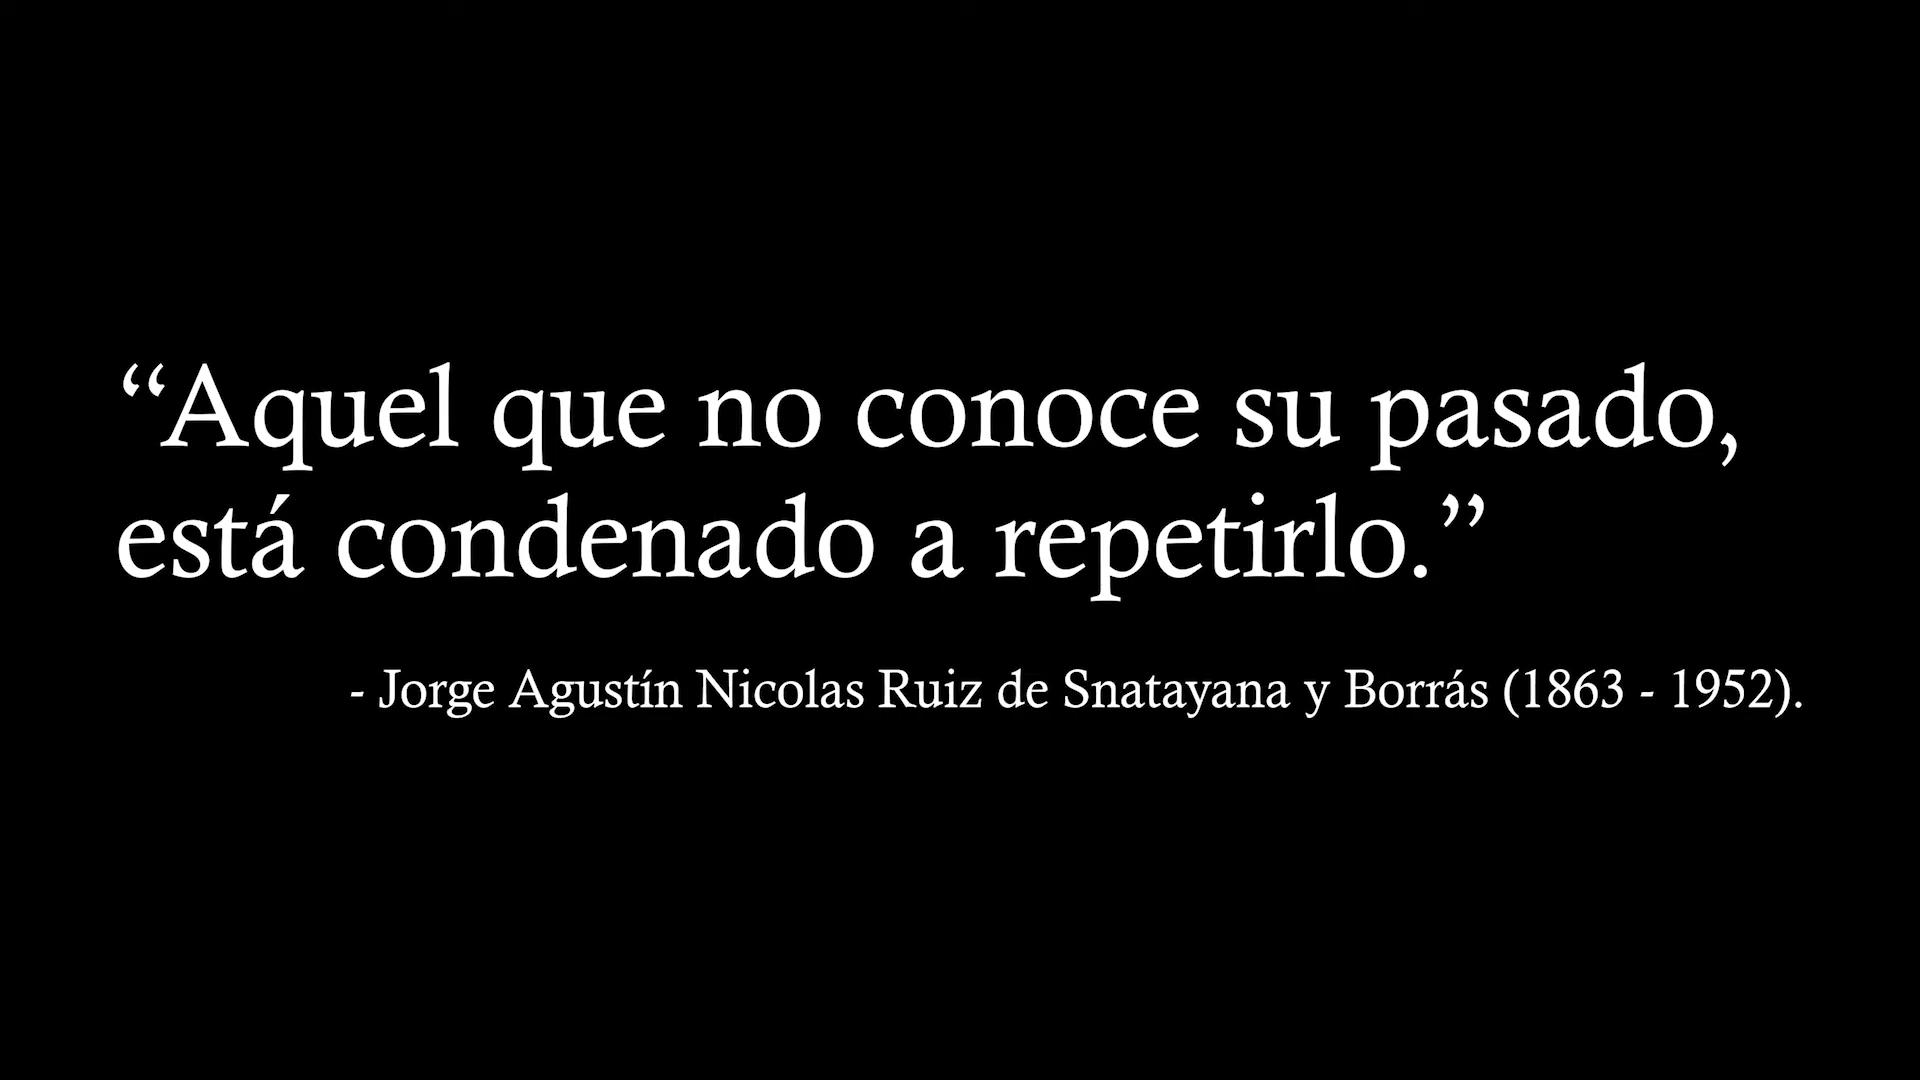 “Aquel que no conoce su pasado,
está condenado a repetirlo.”
- Jorge Agustín Nicolas Ruiz de Snatayana y Borrás (1863 - 1952).